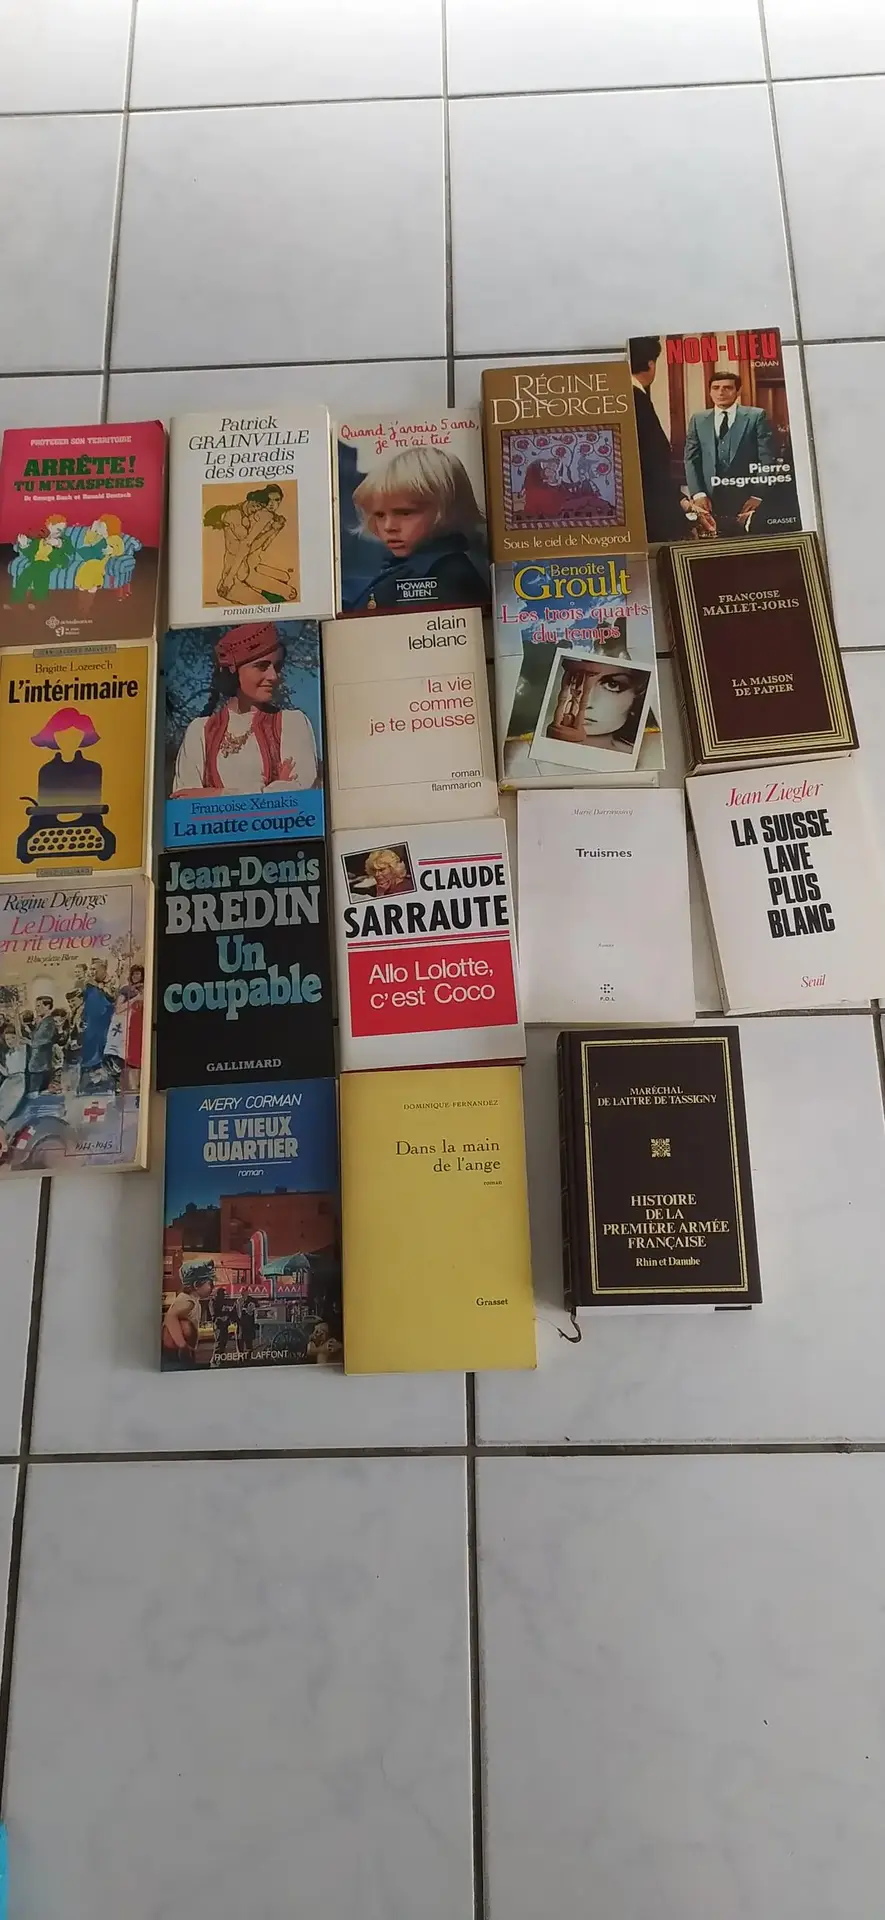 PROTEGER SON TERRITOIRE
ARRÊTE!
TU M'EXASPÈRES
Dr George Bach et Ronald Deutsch
Patrick
GRAINVILLE
Le paradis
des orages
roman/Seuil
Quand j'avais 5 ans,
je m'ai tué
HOWARD
BUTEN
RÉGINE
DEFORGES
Sous le ciel de Novgorod
NON-LIEU
ROMAN
Pierre
Desgraupes
GRASSET
Brigitte Lozerec'h
L'intérimaire
Françoise Xénakis
La natte coupée
alain
leblanc
la vie
comme
je te pousse
roman
flammarion
Benoîte
Groult
Les trois quarts
du temps
FRANÇOISE
MALLET-JORIS
LA MAISON
DE PAPIER
Régine Deforges
Le Diable
en rit encore
1944-1945
Jean-Denis
BREDIN
Un
coupable
GALLIMARD
CLAUDE
SARRAUTE
Allo Lolotte,
c'est Coco
Marie Darrieussecq
Truismes
Roman
P.O.L
Jean Ziegler
LA SUISSE
LAVE
PLUS
BLANC
Seuil
AVERY CORMAN
LE VIEUX
QUARTIER
roman
ROBERT LAFFONT
DOMINIQUE FERNANDEZ
Dans la main
de l'ange
roman
Grasset
MARÉCHAL
DE LATTRE DE TASSIGNY
HISTOIRE
DE LA
PREMIÈRE ARMÉE
FRANÇAISE
Rhin et Danube